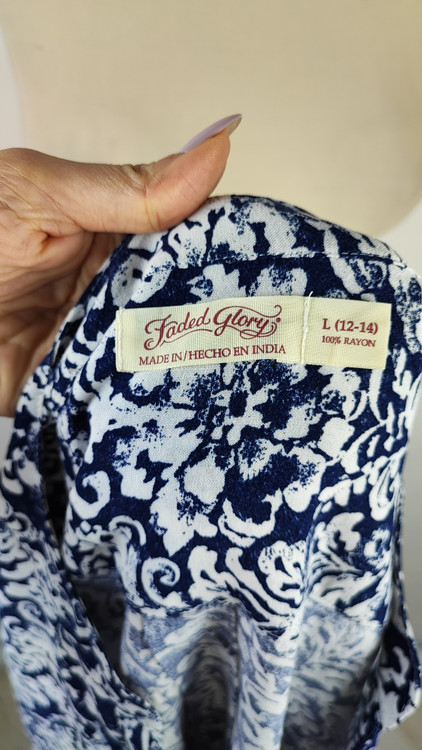 Faded Glory®
MADE IN/HECHO EN INDIA
L (12-14)
100% RAYON